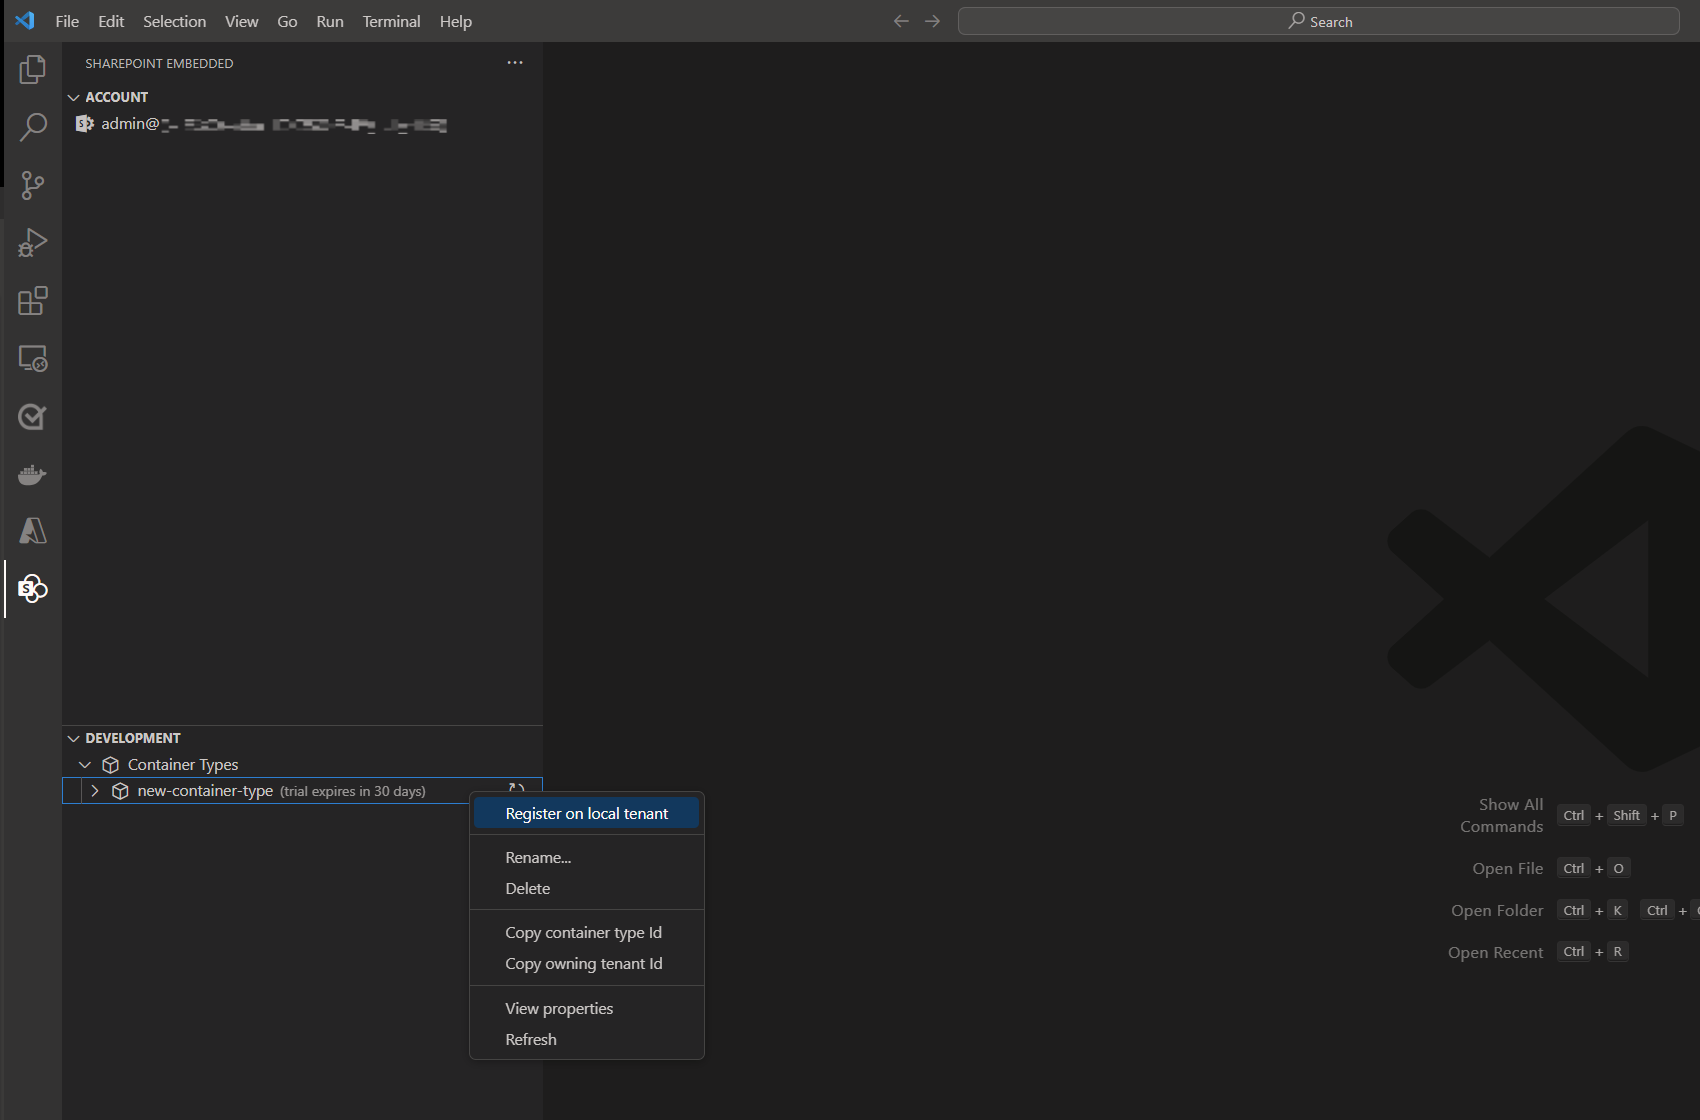 File Edit Selection View Go Run Terminal Help
Search
SHAREPOINT EMBEDDED
ACCOUNT
admin@
DEVELOPMENT
Container Types
new-container-type (trial expires in 30 days)
Register on local tenant
Rename...
Delete
Copy container type Id
Copy owning tenant Id
View properties
Refresh
Show All Commands Ctrl + Shift + P
Open File Ctrl + O
Open Folder Ctrl + K Ctrl +
Open Recent Ctrl + R